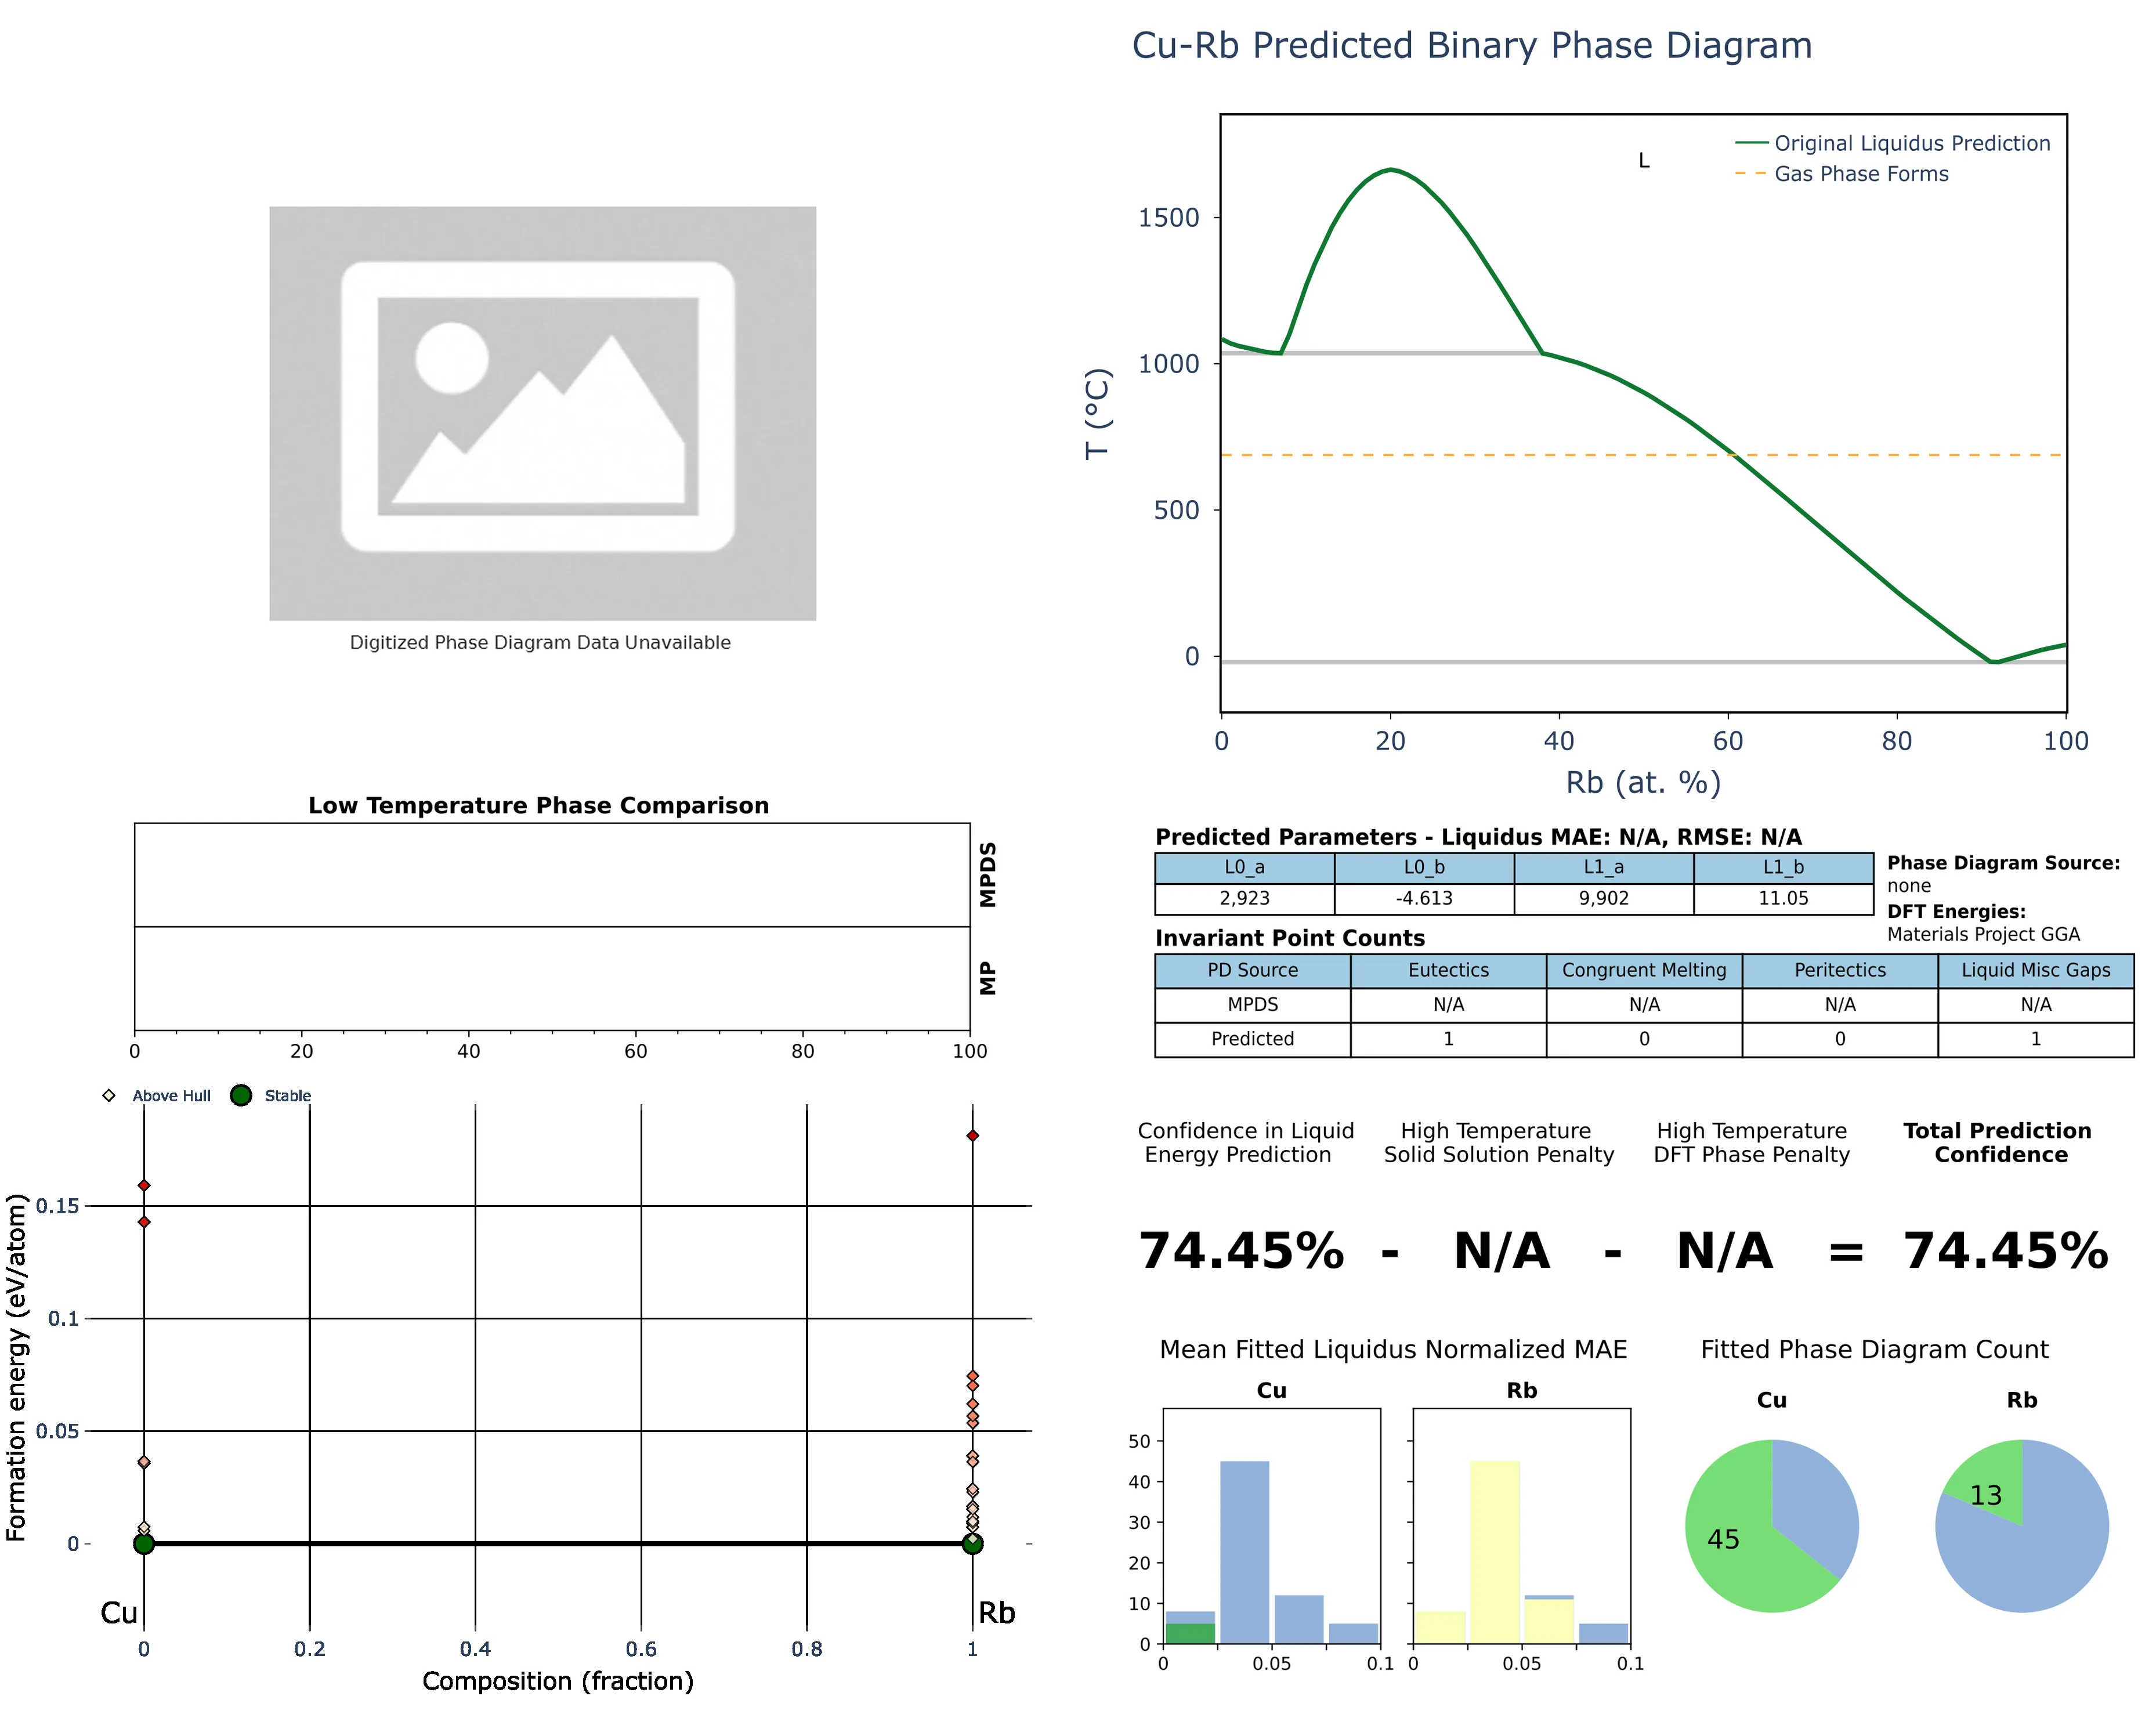 Cu-Rb Predicted Binary Phase Diagram
Digitized Phase Diagram Data Unavailable
L
Original Liquidus Prediction
Gas Phase Forms
1500
1000
500
0
T (°C)
0 20 40 60 80 100
Rb (at. %)
Low Temperature Phase Comparison
MPDS
MP
0 20 40 60 80 100
Predicted Parameters - Liquidus MAE: N/A, RMSE: N/A
L0_a L0_b L1_a L1_b
2,923 -4.613 9,902 11.05
Phase Diagram Source:
none
DFT Energies:
Materials Project GGA
Invariant Point Counts
PD Source Eutectics Congruent Melting Peritectics Liquid Misc Gaps
MPDS N/A N/A N/A N/A
Predicted 1 0 0 1
Above Hull Stable
0.15
0.1
0.05
0
Formation energy (eV/atom)
Cu Rb
0 0.2 0.4 0.6 0.8 1
Composition (fraction)
Confidence in Liquid
Energy Prediction
High Temperature
Solid Solution Penalty
High Temperature
DFT Phase Penalty
Total Prediction
Confidence
74.45% - N/A - N/A = 74.45%
Mean Fitted Liquidus Normalized MAE
Cu Rb
50
40
30
20
10
0
0 0.05 0.1 0 0.05 0.1
Fitted Phase Diagram Count
Cu Rb
45 13